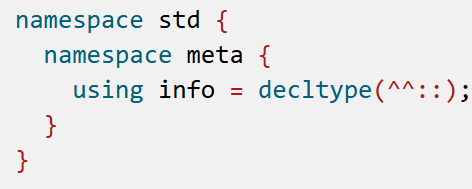 namespace std {
  namespace meta {
    using info = decltype(^^::);
  }
}